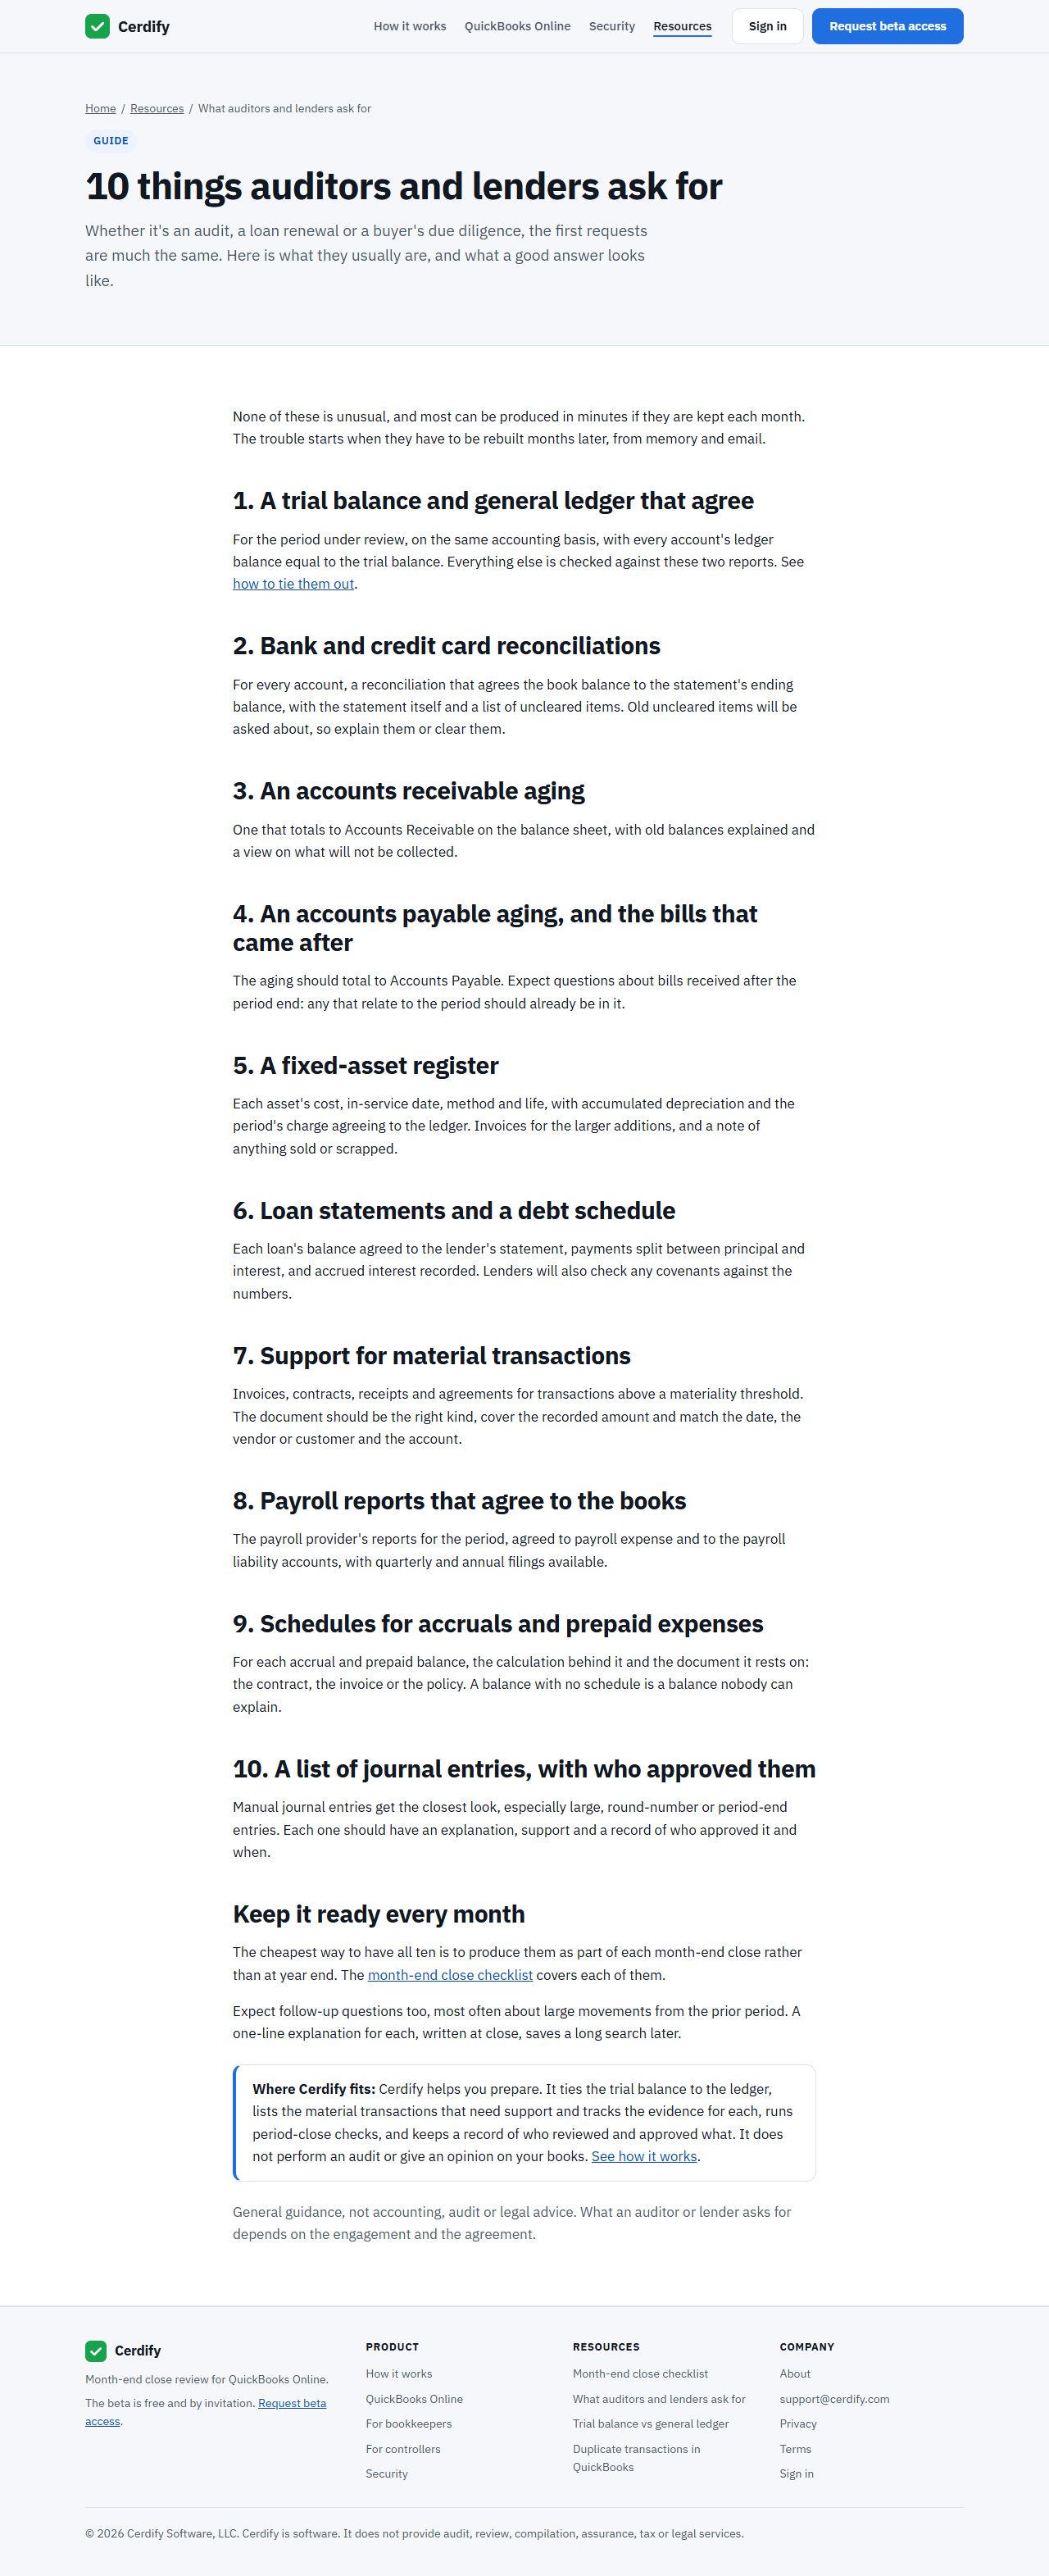 Cerdify
How it works
QuickBooks Online
Security
Resources
Sign in
Request beta access
Home / Resources / What auditors and lenders ask for
GUIDE
10 things auditors and lenders ask for
Whether it's an audit, a loan renewal or a buyer's due diligence, the first requests
are much the same. Here is what they usually are, and what a good answer looks
like.
None of these is unusual, and most can be produced in minutes if they are kept each month.
The trouble starts when they have to be rebuilt months later, from memory and email.
1. A trial balance and general ledger that agree
For the period under review, on the same accounting basis, with every account's ledger
balance equal to the trial balance. Everything else is checked against these two reports. See
how to tie them out.
2. Bank and credit card reconciliations
For every account, a reconciliation that agrees the book balance to the statement's ending
balance, with the statement itself and a list of uncleared items. Old uncleared items will be
asked about, so explain them or clear them.
3. An accounts receivable aging
One that totals to Accounts Receivable on the balance sheet, with old balances explained and
a view on what will not be collected.
4. An accounts payable aging, and the bills that
came after
The aging should total to Accounts Payable. Expect questions about bills received after the
period end: any that relate to the period should already be in it.
5. A fixed-asset register
Each asset's cost, in-service date, method and life, with accumulated depreciation and the
period's charge agreeing to the ledger. Invoices for the larger additions, and a note of
anything sold or scrapped.
6. Loan statements and a debt schedule
Each loan's balance agreed to the lender's statement, payments split between principal and
interest, and accrued interest recorded. Lenders will also check any covenants against the
numbers.
7. Support for material transactions
Invoices, contracts, receipts and agreements for transactions above a materiality threshold.
The document should be the right kind, cover the recorded amount and match the date, the
vendor or customer and the account.
8. Payroll reports that agree to the books
The payroll provider's reports for the period, agreed to payroll expense and to the payroll
liability accounts, with quarterly and annual filings available.
9. Schedules for accruals and prepaid expenses
For each accrual and prepaid balance, the calculation behind it and the document it rests on:
the contract, the invoice or the policy. A balance with no schedule is a balance nobody can
explain.
10. A list of journal entries, with who approved them
Manual journal entries get the closest look, especially large, round-number or period-end
entries. Each one should have an explanation, support and a record of who approved it and
when.
Keep it ready every month
The cheapest way to have all ten is to produce them as part of each month-end close rather
than at year end. The month-end close checklist covers each of them.
Expect follow-up questions too, most often about large movements from the prior period. A
one-line explanation for each, written at close, saves a long search later.
Where Cerdify fits: Cerdify helps you prepare. It ties the trial balance to the ledger,
lists the material transactions that need support and tracks the evidence for each, runs
period-close checks, and keeps a record of who reviewed and approved what. It does
not perform an audit or give an opinion on your books. See how it works.
General guidance, not accounting, audit or legal advice. What an auditor or lender asks for
depends on the engagement and the agreement.
Cerdify
Month-end close review for QuickBooks Online.
The beta is free and by invitation. Request beta
access.
PRODUCT
How it works
QuickBooks Online
For bookkeepers
For controllers
Security
RESOURCES
Month-end close checklist
What auditors and lenders ask for
Trial balance vs general ledger
Duplicate transactions in
QuickBooks
COMPANY
About
support@cerdify.com
Privacy
Terms
Sign in
© 2026 Cerdify Software, LLC. Cerdify is software. It does not provide audit, review, compilation, assurance, tax or legal services.